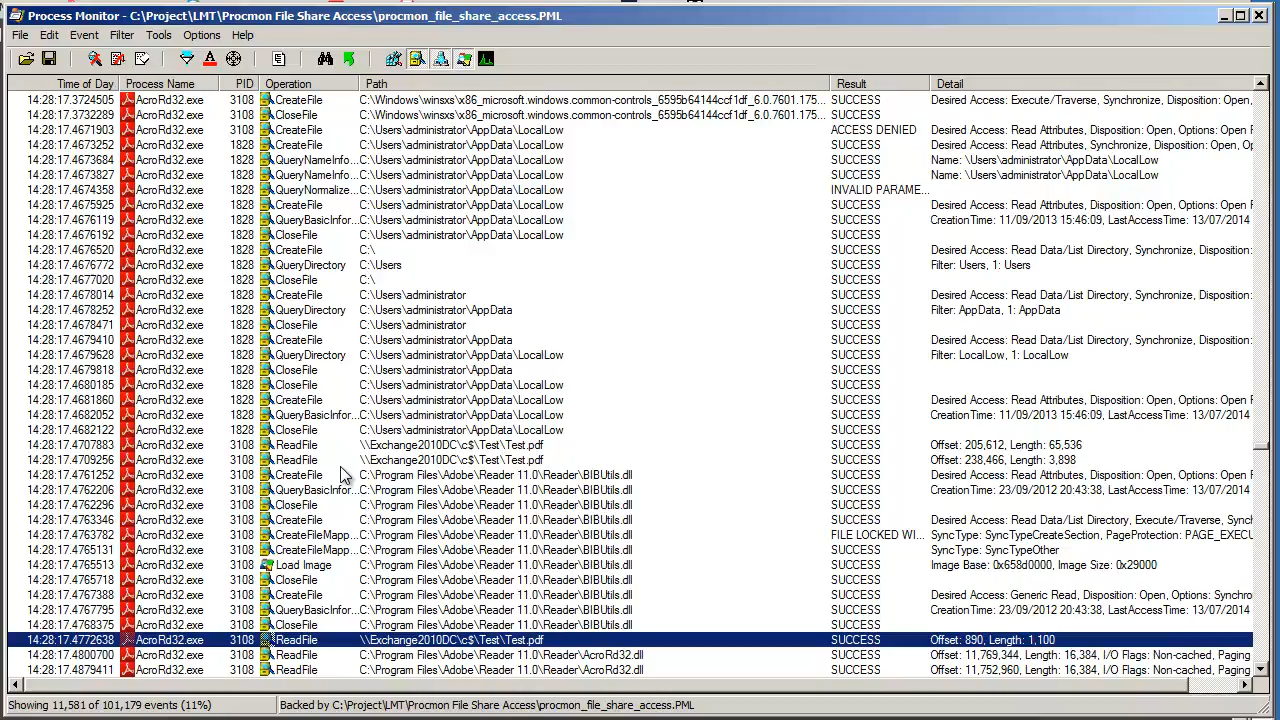 Process Monitor - C:\Project\LMT\Procmon File Share Access\procmon_file_share_access.PML
File Edit Event Filter Tools Options Help
Time of Day Process Name PID Operation Path Result Detail
14:28:17.3724505 AcroRd32.exe 3108 CreateFile C:\Windows\winsxs\x86_microsoft.windows.common-controls_6595b64144ccf1df_6.0.7601.175... SUCCESS Desired Access: Execute/Traverse, Synchronize, Disposition: Open,
14:28:17.3732289 AcroRd32.exe 3108 CloseFile C:\Windows\winsxs\x86_microsoft.windows.common-controls_6595b64144ccf1df_6.0.7601.175... SUCCESS
14:28:17.4671903 AcroRd32.exe 3108 CreateFile C:\Users\administrator\AppData\LocalLow ACCESS DENIED Desired Access: Read Attributes, Disposition: Open, Options: Open F
14:28:17.4673252 AcroRd32.exe 1828 CreateFile C:\Users\administrator\AppData\LocalLow SUCCESS Desired Access: Read Attributes, Disposition: Open, Options: Open R
14:28:17.4673684 AcroRd32.exe 1828 QueryNameInfo... C:\Users\administrator\AppData\LocalLow SUCCESS Name: \Users\administrator\AppData\LocalLow
14:28:17.4673827 AcroRd32.exe 1828 QueryNameInfo... C:\Users\administrator\AppData\LocalLow SUCCESS Name: \Users\administrator\AppData\LocalLow
14:28:17.4674358 AcroRd32.exe 1828 QueryNormalize... C:\Users\administrator\AppData\LocalLow INVALID PARAME...
14:28:17.4675925 AcroRd32.exe 1828 CreateFile C:\Users\administrator\AppData\LocalLow SUCCESS Desired Access: Read Attributes, Disposition: Open, Options: Open R
14:28:17.4676119 AcroRd32.exe 1828 QueryBasicInfor... C:\Users\administrator\AppData\LocalLow SUCCESS CreationTime: 11/09/2013 15:46:09, LastAccessTime: 13/07/2014
14:28:17.4676192 AcroRd32.exe 1828 CloseFile C:\Users\administrator\AppData\LocalLow SUCCESS
14:28:17.4676520 AcroRd32.exe 1828 CreateFile C:\ SUCCESS Desired Access: Read Data/List Directory, Synchronize, Disposition:
14:28:17.4676772 AcroRd32.exe 1828 QueryDirectory C:\Users SUCCESS Filter: Users, 1: Users
14:28:17.4677020 AcroRd32.exe 1828 CloseFile C:\ SUCCESS
14:28:17.4678014 AcroRd32.exe 1828 CreateFile C:\Users\administrator SUCCESS Desired Access: Read Data/List Directory, Synchronize, Disposition:
14:28:17.4678252 AcroRd32.exe 1828 QueryDirectory C:\Users\administrator\AppData SUCCESS Filter: AppData, 1: AppData
14:28:17.4678471 AcroRd32.exe 1828 CloseFile C:\Users\administrator SUCCESS
14:28:17.4679410 AcroRd32.exe 1828 CreateFile C:\Users\administrator\AppData SUCCESS Desired Access: Read Data/List Directory, Synchronize, Disposition:
14:28:17.4679628 AcroRd32.exe 1828 QueryDirectory C:\Users\administrator\AppData\LocalLow SUCCESS Filter: LocalLow, 1: LocalLow
14:28:17.4679818 AcroRd32.exe 1828 CloseFile C:\Users\administrator\AppData SUCCESS
14:28:17.4680185 AcroRd32.exe 1828 CloseFile C:\Users\administrator\AppData\LocalLow SUCCESS
14:28:17.4681860 AcroRd32.exe 1828 CreateFile C:\Users\administrator\AppData\LocalLow SUCCESS Desired Access: Read Attributes, Disposition: Open, Options: Open R
14:28:17.4682052 AcroRd32.exe 1828 QueryBasicInfor... C:\Users\administrator\AppData\LocalLow SUCCESS CreationTime: 11/09/2013 15:46:09, LastAccessTime: 13/07/2014
14:28:17.4682122 AcroRd32.exe 1828 CloseFile C:\Users\administrator\AppData\LocalLow SUCCESS
14:28:17.4707883 AcroRd32.exe 3108 ReadFile \\Exchange2010DC\c$\Test\Test.pdf SUCCESS Offset: 205,612, Length: 65,536
14:28:17.4709256 AcroRd32.exe 3108 ReadFile \\Exchange2010DC\c$\Test\Test.pdf SUCCESS Offset: 238,466, Length: 3,898
14:28:17.4761252 AcroRd32.exe 3108 CreateFile C:\Program Files\Adobe\Reader 11.0\Reader\BIBUtils.dll SUCCESS Desired Access: Read Attributes, Disposition: Open, Options: Open R
14:28:17.4762206 AcroRd32.exe 3108 QueryBasicInfor... C:\Program Files\Adobe\Reader 11.0\Reader\BIBUtils.dll SUCCESS CreationTime: 23/09/2012 20:43:38, LastAccessTime: 11/09/2013
14:28:17.4762296 AcroRd32.exe 3108 CloseFile C:\Program Files\Adobe\Reader 11.0\Reader\BIBUtils.dll SUCCESS
14:28:17.4763346 AcroRd32.exe 3108 CreateFile C:\Program Files\Adobe\Reader 11.0\Reader\BIBUtils.dll SUCCESS Desired Access: Read Data/List Directory, Execute/Traverse, Synch
14:28:17.4763782 AcroRd32.exe 3108 CreateFileMapp... C:\Program Files\Adobe\Reader 11.0\Reader\BIBUtils.dll FILE LOCKED WI... SyncType: SyncTypeCreateSection, PageProtection: PAGE_EXECU
14:28:17.4765131 AcroRd32.exe 3108 CreateFileMapp... C:\Program Files\Adobe\Reader 11.0\Reader\BIBUtils.dll SUCCESS SyncType: SyncTypeOther
14:28:17.4765513 AcroRd32.exe 3108 Load Image C:\Program Files\Adobe\Reader 11.0\Reader\BIBUtils.dll SUCCESS Image Base: 0x658d0000, Image Size: 0x29000
14:28:17.4765718 AcroRd32.exe 3108 CloseFile C:\Program Files\Adobe\Reader 11.0\Reader\BIBUtils.dll SUCCESS
14:28:17.4767388 AcroRd32.exe 3108 CreateFile C:\Program Files\Adobe\Reader 11.0\Reader\BIBUtils.dll SUCCESS Desired Access: Generic Read, Disposition: Open, Options: Synchror
14:28:17.4767795 AcroRd32.exe 3108 QueryBasicInfor... C:\Program Files\Adobe\Reader 11.0\Reader\BIBUtils.dll SUCCESS CreationTime: 23/09/2012 20:43:38, LastAccessTime: 11/09/2013
14:28:17.4768375 AcroRd32.exe 3108 CloseFile C:\Program Files\Adobe\Reader 11.0\Reader\BIBUtils.dll SUCCESS
14:28:17.4772638 AcroRd32.exe 3108 ReadFile \\Exchange2010DC\c$\Test\Test.pdf SUCCESS Offset: 890, Length: 1,100
14:28:17.4800700 AcroRd32.exe 3108 ReadFile C:\Program Files\Adobe\Reader 11.0\Reader\AcroRd32.dll SUCCESS Offset: 11,769,344, Length: 16,384, I/O Flags: Non-cached, Paging
14:28:17.4879411 AcroRd32.exe 3108 ReadFile C:\Program Files\Adobe\Reader 11.0\Reader\AcroRd32.dll SUCCESS Offset: 11,752,960, Length: 16,384, I/O Flags: Non-cached, Paging
Showing 11,581 of 101,179 events (11%) Backed by C:\Project\LMT\Procmon File Share Access\procmon_file_share_access.PML